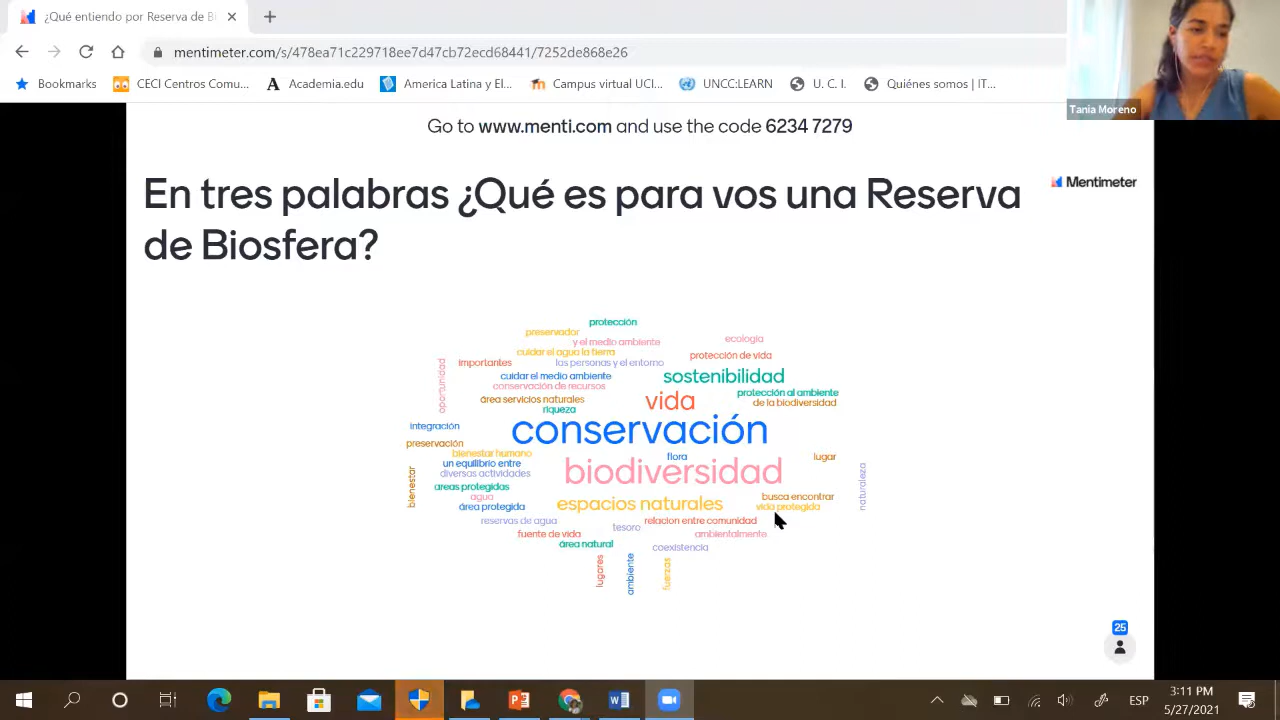 ¿Qué entiendo por Reserva de B
mentimeter.com/s/478ea71c229718ee7d47cb72ecd68441/7252de868e26
Bookmarks
CECI Centros Comu...
Academia.edu
America Latina y El...
Campus virtual UCI...
UNCC:LEARN
U. C. I.
Quiénes somos | IT...
Tania Moreno
Go to www.menti.com and use the code 6234 7279
Mentimeter
En tres palabras ¿Qué es para vos una Reserva
de Biosfera?
protección
preservador
y el medio ambiente
ecología
cuidar el agua la tierra
protección de vida
importantes
las personas y el entorno
oportunidad
cuidar el medio ambiente
sostenibilidad
conservación de recursos
protección al ambiente
área servicios naturales
vida
de la biodiversidad
riqueza
integración
conservación
preservación
bienestar humano
flora
lugar
un equilibrio entre
biodiversidad
diversas actividades
bienestar
naturaleza
areas protegidas
agua
busca encontrar
área protegida
espacios naturales
vida protegida
reservas de agua
tesoro
relacion entre comunidad
fuente de vida
ambientalmente
área natural
coexistencia
lugares
ambiente
fuerzas
25
ESP
3:11 PM
5/27/2021